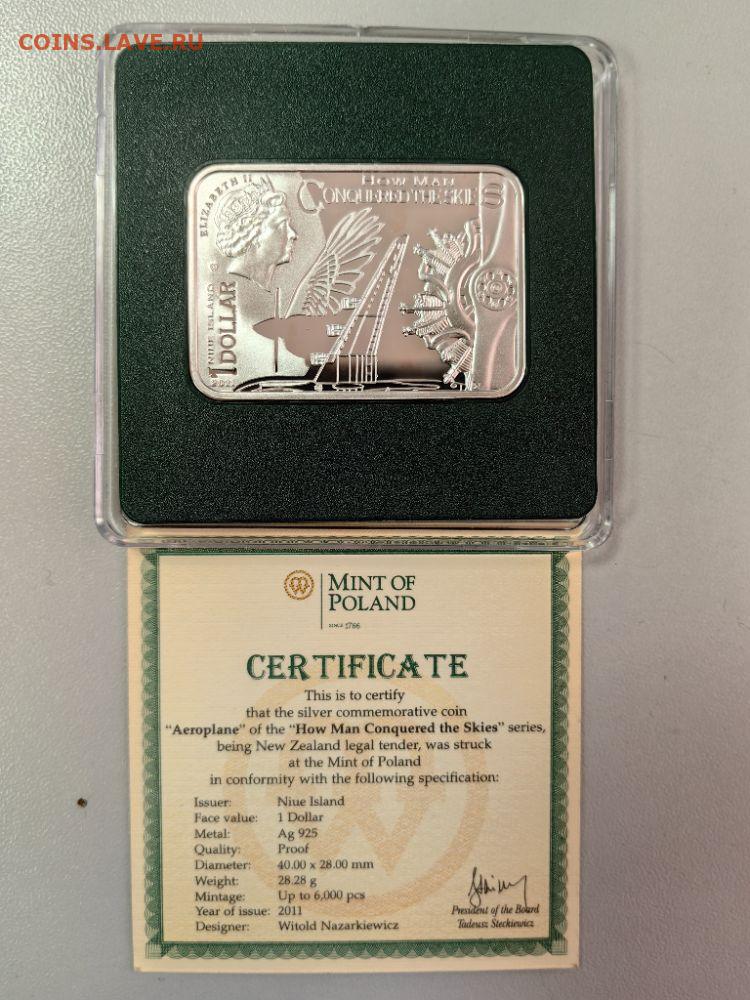 COINS.LAVE.RU
ELIZABETH II
HOW MAN
CONQUERED THE SKIES
NIUE ISLAND
1 DOLLAR
MINT OF
POLAND
SINCE 1766
CERTIFICATE
This is to certify
that the silver commemorative coin
"Aeroplane" of the "How Man Conquered the Skies" series,
being New Zealand legal tender, was struck
at the Mint of Poland
in conformity with the following specification:
Issuer: Niue Island
Face value: 1 Dollar
Metal: Ag 925
Quality: Proof
Diameter: 40.00 x 28.00 mm
Weight: 28.28 g
Mintage: Up to 6,000 pcs
Year of issue: 2011
Designer: Witold Nazarkiewicz
President of the Board
Tadeusz Steckiewicz